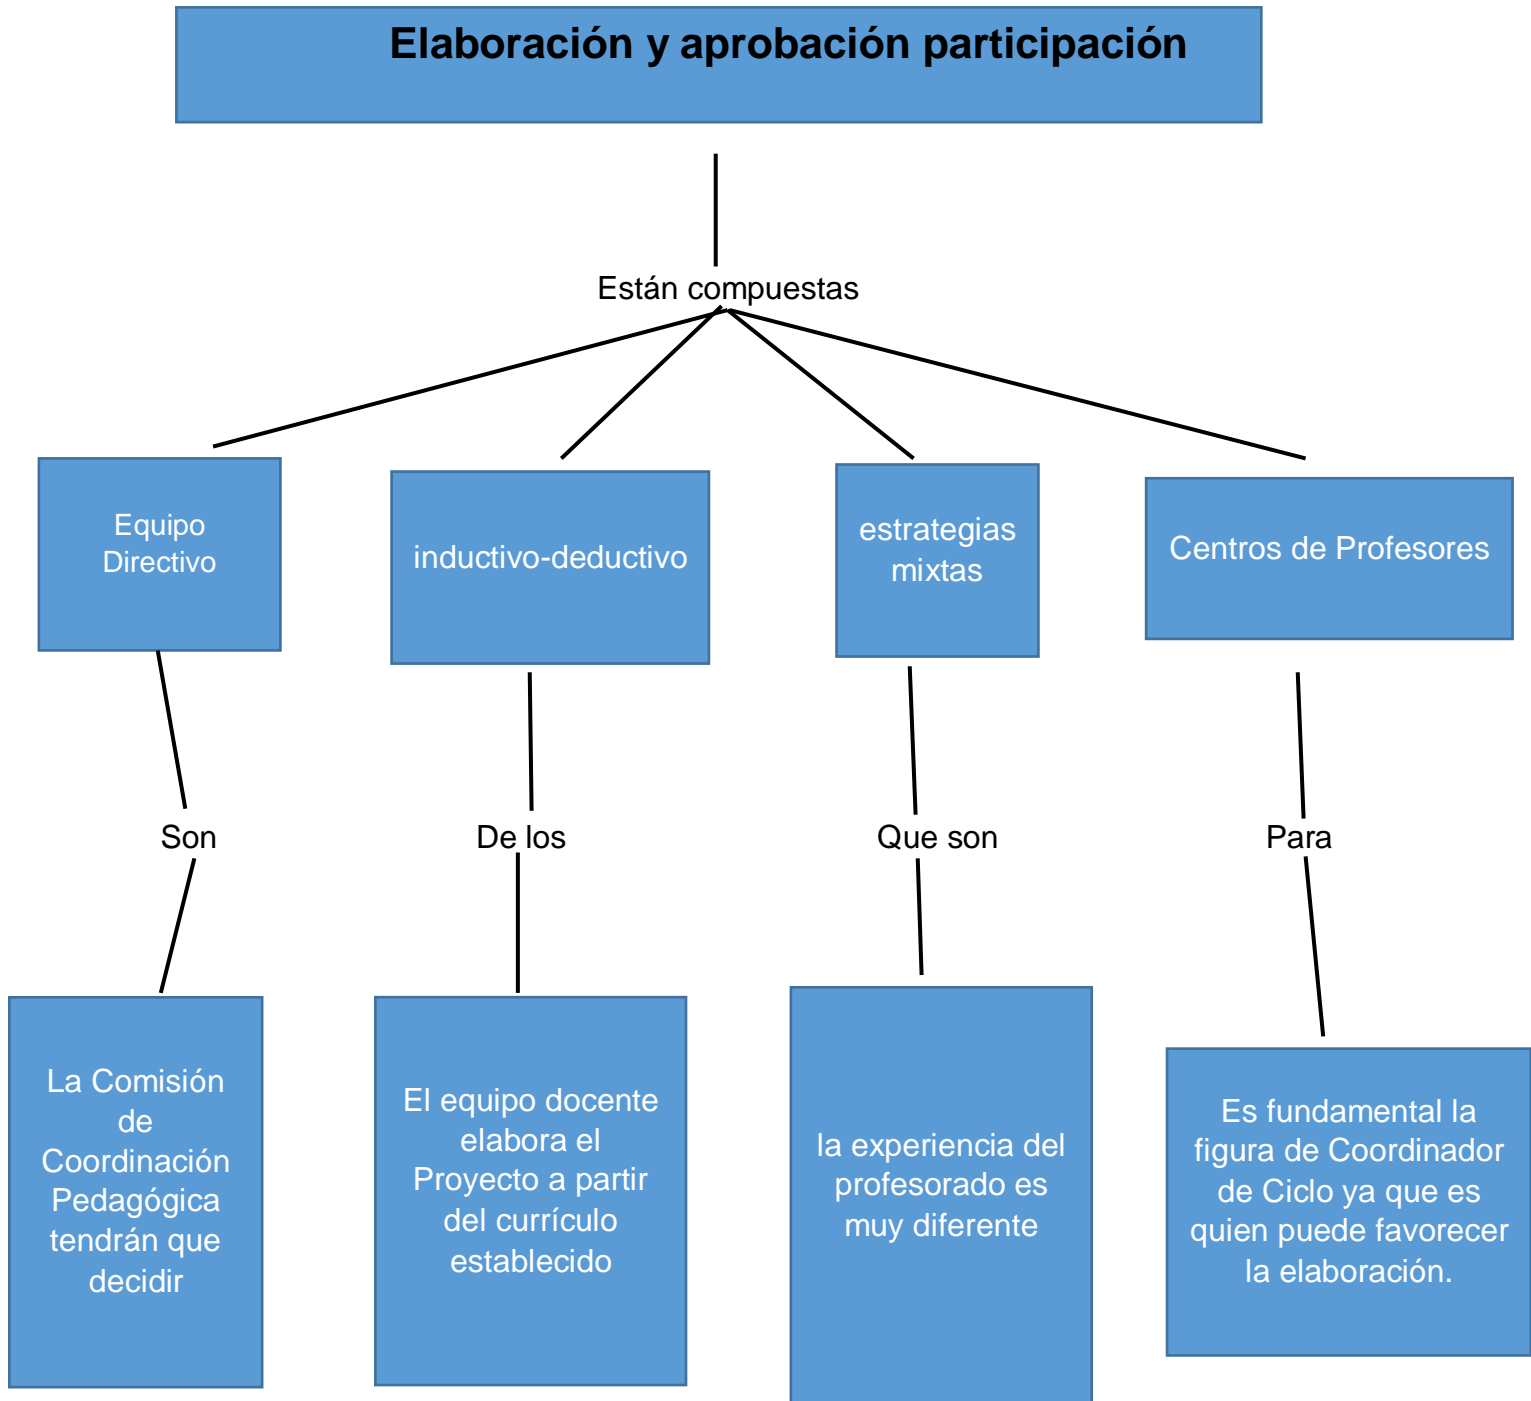 Elaboración y aprobación participación
Están compuestas
Equipo
Directivo
inductivo-deductivo
estrategias
mixtas
Centros de Profesores
Son
De los
Que son
Para
La Comisión
de
Coordinación
Pedagógica
tendrán que
decidir
El equipo docente
elabora el
Proyecto a partir
del currículo
establecido
la experiencia del
profesorado es
muy diferente
Es fundamental la
figura de Coordinador
de Ciclo ya que es
quien puede favorecer
la elaboración.